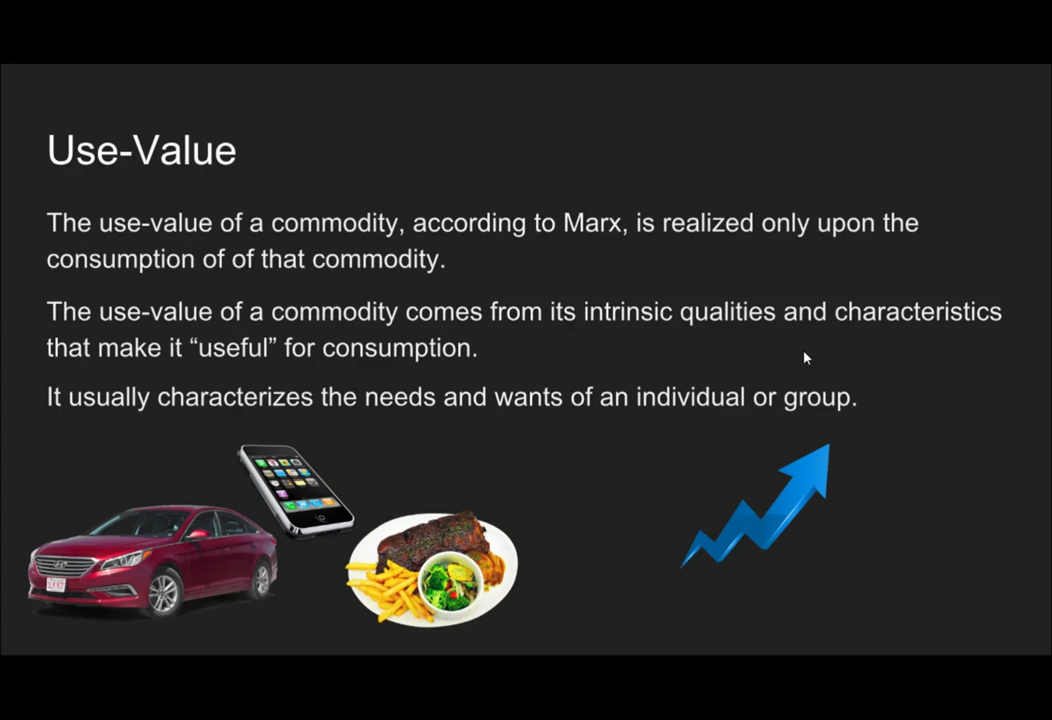 Use-Value
The use-value of a commodity, according to Marx, is realized only upon the
consumption of of that commodity.
The use-value of a commodity comes from its intrinsic qualities and characteristics
that make it “useful” for consumption.
It usually characterizes the needs and wants of an individual or group.